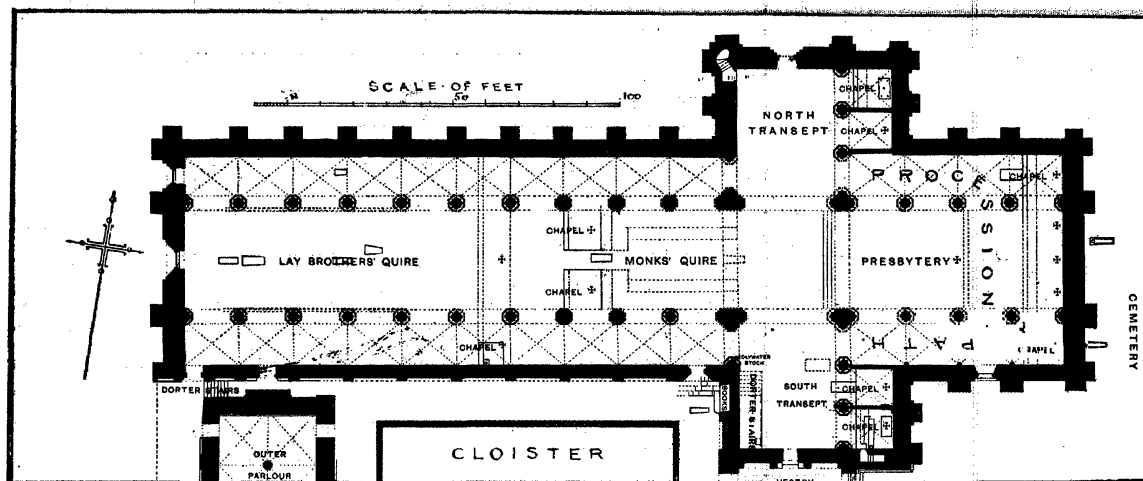 SCALE OF FEET
50
100
NORTH
TRANSEPT
CHAPEL
CHAPEL
PROCESSION PATH
CHAPEL
CHAPEL
LAY BROTHERS' QUIRE
MONKS' QUIRE
PRESBYTERY
CHAPEL
CHAPEL
CHAPEL
CEMETERY
HOLYWATER
STOCK
DORTER STAIRS
BOOKS
DORTER STAIRS
SOUTH
TRANSEPT
CHAPEL
CHAPEL
OUTER
PARLOUR
CLOISTER
VESTRY